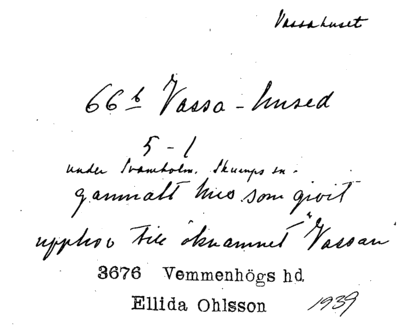 Vassahuset
66 b Vassa-hused
5-1
under Svaneholm, Skurups sn.
gammalt hus som givit
upphov till öknamnet "Vassan"
3676 Vemmenhögs hd.
Ellida Ohlsson 1939